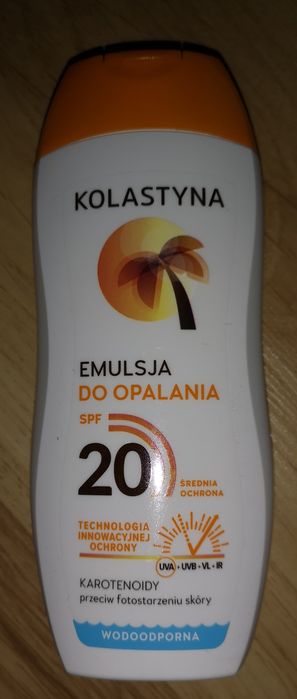 KOLASTYNA
EMULSJA
DO OPALANIA
SPF
20
ŚREDNIA
OCHRONA
TECHNOLOGIA
INNOWACYJNEJ
OCHRONY
UVA + UVB + VL + IR
KAROTENOIDY
przeciw fotostarzeniu skóry
WODOODPORNA